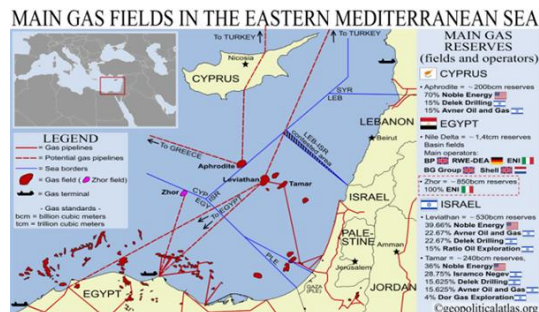 MAIN GAS FIELDS IN THE EASTERN MEDITERRANEAN SEA
To TURKEY
To TURKEY
Nicosia
CYPRUS
SYR
LEB
LEBANON
Beirut
LEB-ISR
contested area
To GREECE
Aphrodite
Leviathan
Tamar
Zhor
CYP
ISR
EGY
To EGYPT
ISRAEL
PLE
PALE-
STINE
Amman
Jerusalem
GAZA
(PLE)
EGYPT
JORDAN
LEGEND
Gas pipelines
Potential gas pipelines
Sea borders
Gas field ( Zhor field)
Gas terminal
- Gas standards -
bcm = billion cubic meters
tcm = trillion cubic meters
MAIN GAS
RESERVES
(fields and operators)
CYPRUS
• Aphrodite = ~200bcm reserves
70% Noble Energy
15% Delek Drilling
15% Avner Oil and Gas
EGYPT
• Nile Delta = ~1,4tcm reserves
Basin fields
Main operators:
BP RWE-DEA ENI
BG Group Shell
Zhor = ~850bcm reserves
100% ENI
ISRAEL
• Leviathan = ~530bcm reserves
39.66% Noble Energy
22.67% Avner Oil and Gas
22.67% Delek Drilling
15% Ratio Oil Exploration
• Tamar = ~240bcm reserves
36% Noble Energy
28.75% Isramco Negev
15.625% Delek Drilling
15.625% Avner Oil and Gas
4% Dor Gas Exploration
©geopoliticalatlas.org